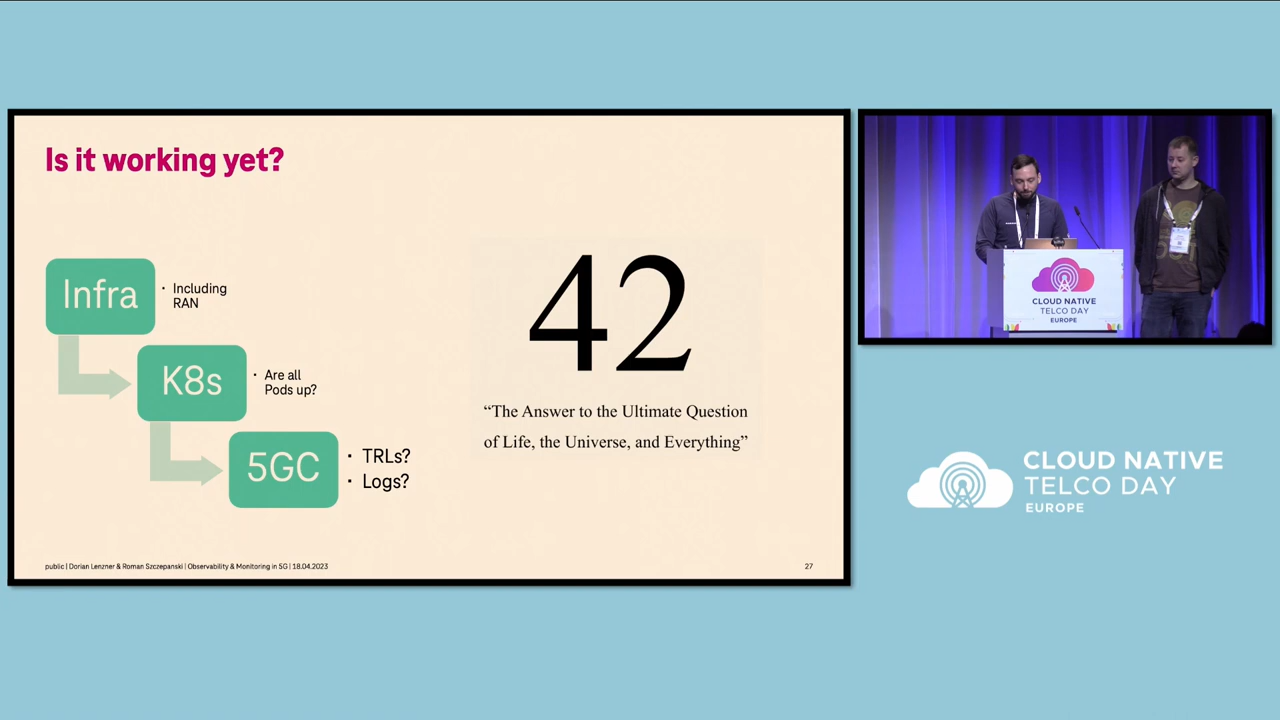 Is it working yet?
Infra
· Including
RAN
K8s
· Are all
Pods up?
5GC
· TRLs?
· Logs?
42
“The Answer to the Ultimate Question
of Life, the Universe, and Everything”
public | Dorian Lenzner & Roman Szczepanski | Observability & Monitoring in 5G | 18.04.2023
27
CLOUD NATIVE
TELCO DAY
EUROPE
CLOUD NATIVE
TELCO DAY
EUROPE